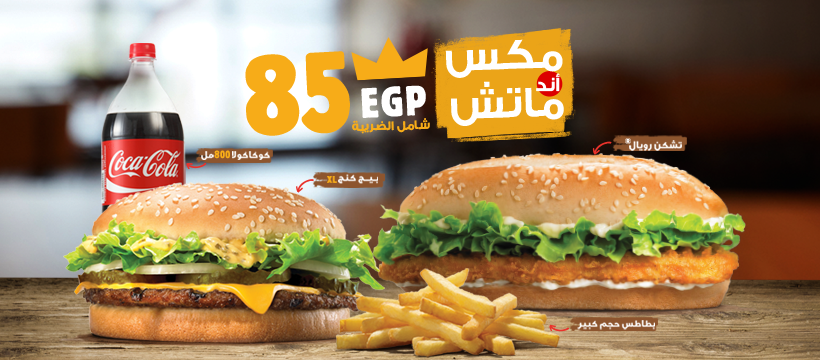 مكس
أند
ماتش
85
EGP
شامل الضريبة
تشكن رويال®
كوكاكولا 800مل
Coca-Cola
بيج كنج XL
بطاطس حجم كبير